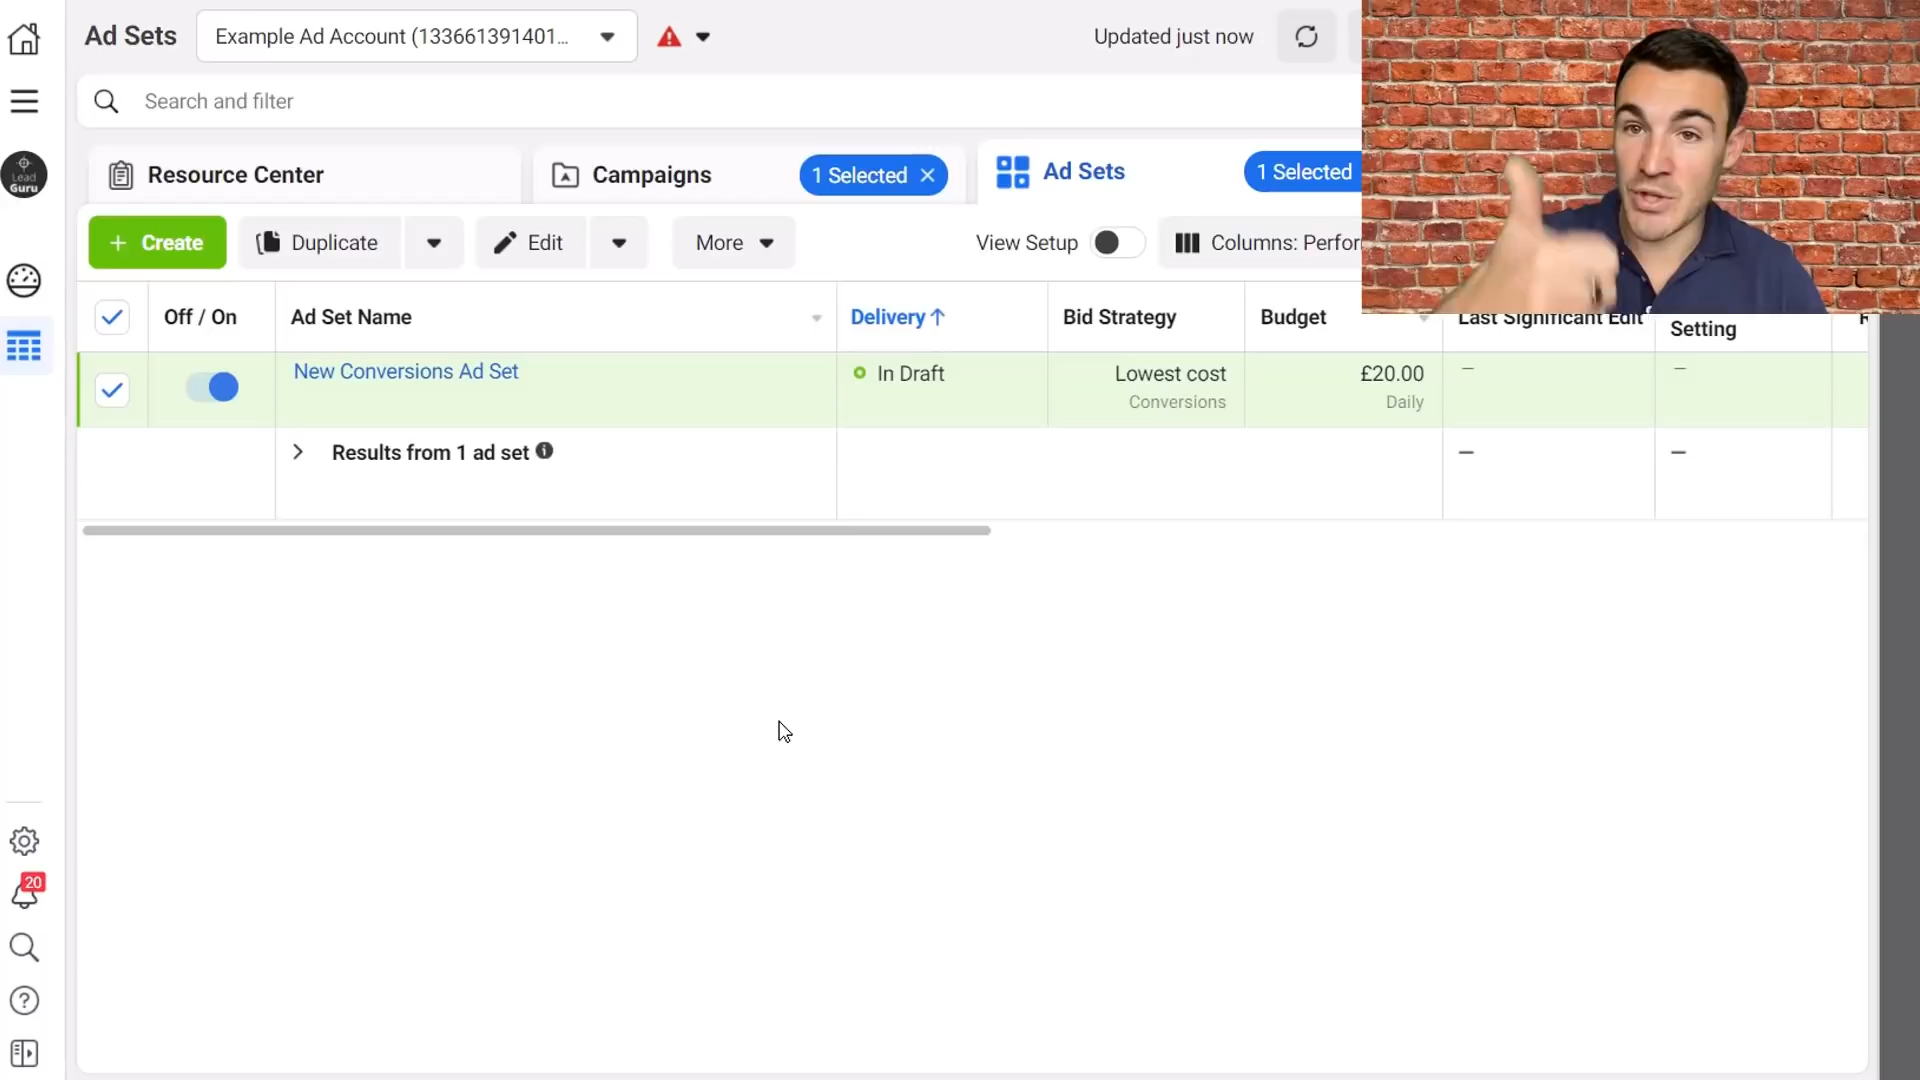 Ad Sets
Example Ad Account (133661391401...
Updated just now
Search and filter
Lead
Guru
Resource Center
Campaigns
1 Selected
Ad Sets
1 Selected
+ Create
Duplicate
Edit
More
View Setup
Columns: Perfor
Off / On
Ad Set Name
Delivery ↑
Bid Strategy
Budget
Last Significant Edit
Setting
New Conversions Ad Set
In Draft
Lowest cost
Conversions
£20.00
Daily
–
–
Results from 1 ad set
–
–
20